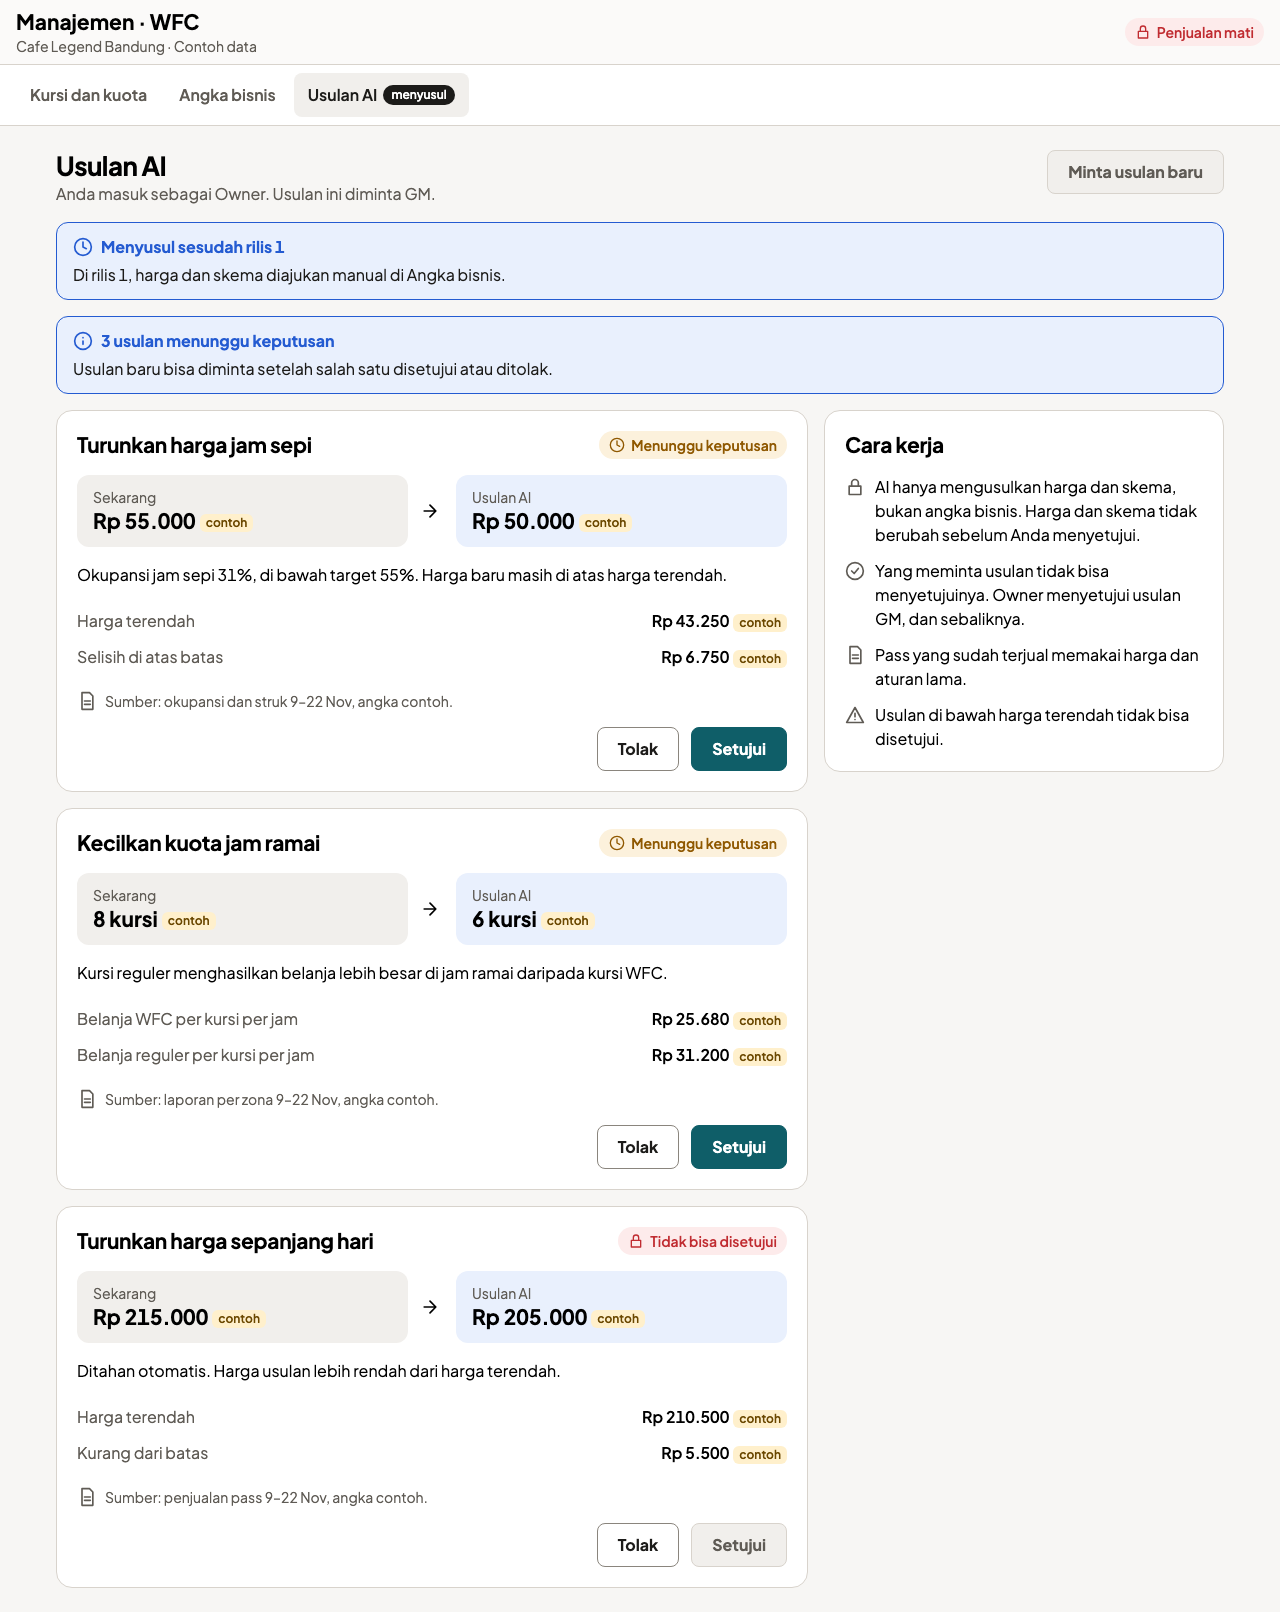 Manajemen · WFC
Cafe Legend Bandung · Contoh data
Penjualan mati
Kursi dan kuota
Angka bisnis
Usulan AI menyusul
Usulan AI
Anda masuk sebagai Owner. Usulan ini diminta GM.
Minta usulan baru
Menyusul sesudah rilis 1
Di rilis 1, harga dan skema diajukan manual di Angka bisnis.
3 usulan menunggu keputusan
Usulan baru bisa diminta setelah salah satu disetujui atau ditolak.
Turunkan harga jam sepi
Menunggu keputusan
Sekarang
Rp 55.000 contoh
Usulan AI
Rp 50.000 contoh
Okupansi jam sepi 31%, di bawah target 55%. Harga baru masih di atas harga terendah.
Harga terendah
Rp 43.250 contoh
Selisih di atas batas
Rp 6.750 contoh
Sumber: okupansi dan struk 9–22 Nov, angka contoh.
Tolak
Setujui
Cara kerja
AI hanya mengusulkan harga dan skema,
bukan angka bisnis. Harga dan skema tidak
berubah sebelum Anda menyetujui.
Yang meminta usulan tidak bisa
menyetujuinya. Owner menyetujui usulan
GM, dan sebaliknya.
Pass yang sudah terjual memakai harga dan
aturan lama.
Usulan di bawah harga terendah tidak bisa
disetujui.
Kecilkan kuota jam ramai
Menunggu keputusan
Sekarang
8 kursi contoh
Usulan AI
6 kursi contoh
Kursi reguler menghasilkan belanja lebih besar di jam ramai daripada kursi WFC.
Belanja WFC per kursi per jam
Rp 25.680 contoh
Belanja reguler per kursi per jam
Rp 31.200 contoh
Sumber: laporan per zona 9–22 Nov, angka contoh.
Tolak
Setujui
Turunkan harga sepanjang hari
Tidak bisa disetujui
Sekarang
Rp 215.000 contoh
Usulan AI
Rp 205.000 contoh
Ditahan otomatis. Harga usulan lebih rendah dari harga terendah.
Harga terendah
Rp 210.500 contoh
Kurang dari batas
Rp 5.500 contoh
Sumber: penjualan pass 9–22 Nov, angka contoh.
Tolak
Setujui